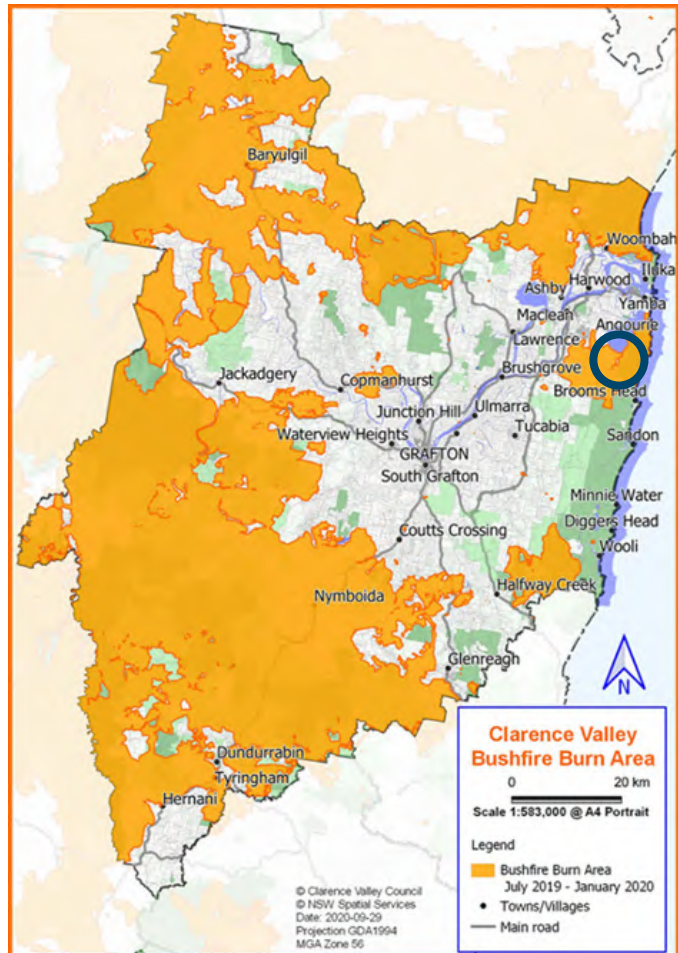 Baryulgil
Woombah
Iluka
Ashby
Harwood
Yamba
Maclean
Angourie
Lawrence
Jackadgery
Copmanhurst
Brushgrove
Brooms Head
Junction Hill
Ulmarra
Waterview Heights
Tucabia
GRAFTON
Sandon
South Grafton
Minnie Water
Diggers Head
Coutts Crossing
Wooli
Nymboida
Halfway Creek
Glenreagh
N
Dundurrabin
Tyringham
Hernani
Clarence Valley
Bushfire Burn Area
0 20 km
Scale 1:583,000 @ A4 Portrait
Legend
Bushfire Burn Area
July 2019 - January 2020
Towns/Villages
Main road
© Clarence Valley Council
© NSW Spatial Services
Date: 2020-09-29
Projection GDA1994
MGA Zone 56